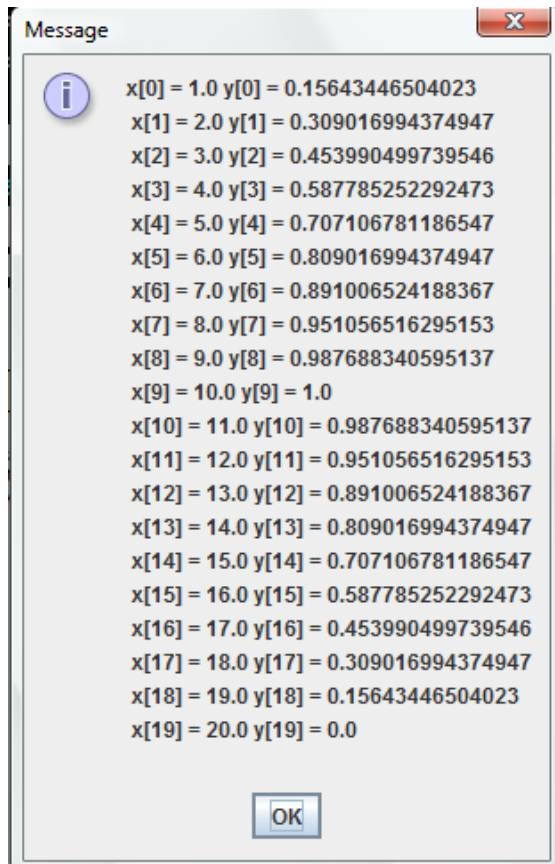 Message
x[0] = 1.0 y[0] = 0.15643446504023
x[1] = 2.0 y[1] = 0.309016994374947
x[2] = 3.0 y[2] = 0.453990499739546
x[3] = 4.0 y[3] = 0.587785252292473
x[4] = 5.0 y[4] = 0.707106781186547
x[5] = 6.0 y[5] = 0.809016994374947
x[6] = 7.0 y[6] = 0.891006524188367
x[7] = 8.0 y[7] = 0.951056516295153
x[8] = 9.0 y[8] = 0.987688340595137
x[9] = 10.0 y[9] = 1.0
x[10] = 11.0 y[10] = 0.987688340595137
x[11] = 12.0 y[11] = 0.951056516295153
x[12] = 13.0 y[12] = 0.891006524188367
x[13] = 14.0 y[13] = 0.809016994374947
x[14] = 15.0 y[14] = 0.707106781186547
x[15] = 16.0 y[15] = 0.587785252292473
x[16] = 17.0 y[16] = 0.453990499739546
x[17] = 18.0 y[17] = 0.309016994374947
x[18] = 19.0 y[18] = 0.15643446504023
x[19] = 20.0 y[19] = 0.0
OK